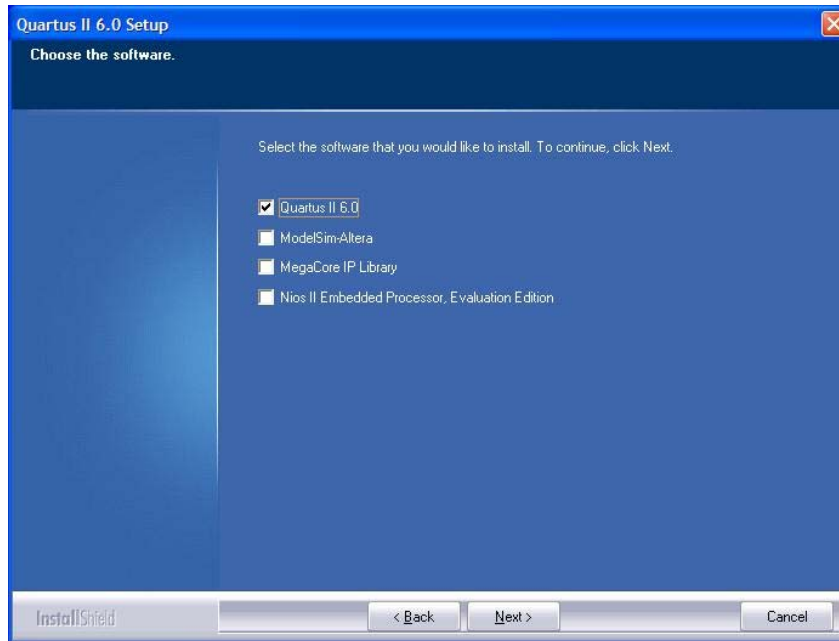 Quartus II 6.0 Setup
Choose the software.
Select the software that you would like to install. To continue, click Next.
Quartus II 6.0
ModelSim-Altera
MegaCore IP Library
Nios II Embedded Processor, Evaluation Edition
InstallShield
< Back
Next >
Cancel